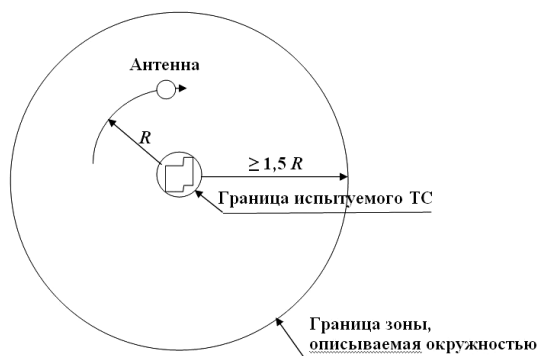 Антенна
R
≥ 1,5 R
Граница испытуемого ТС
Граница зоны,
описываемая окружностью